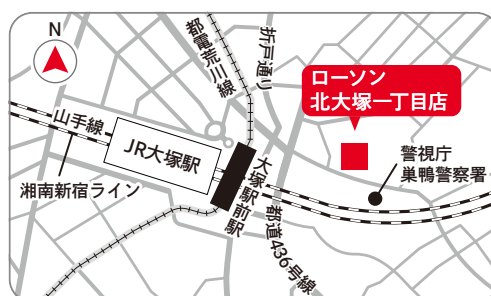 N
都電荒川線
折戸通り
ローソン
北大塚一丁目店
山手線
JR大塚駅
湘南新宿ライン
大塚駅前駅
都道436号線
警視庁
巣鴨警察署